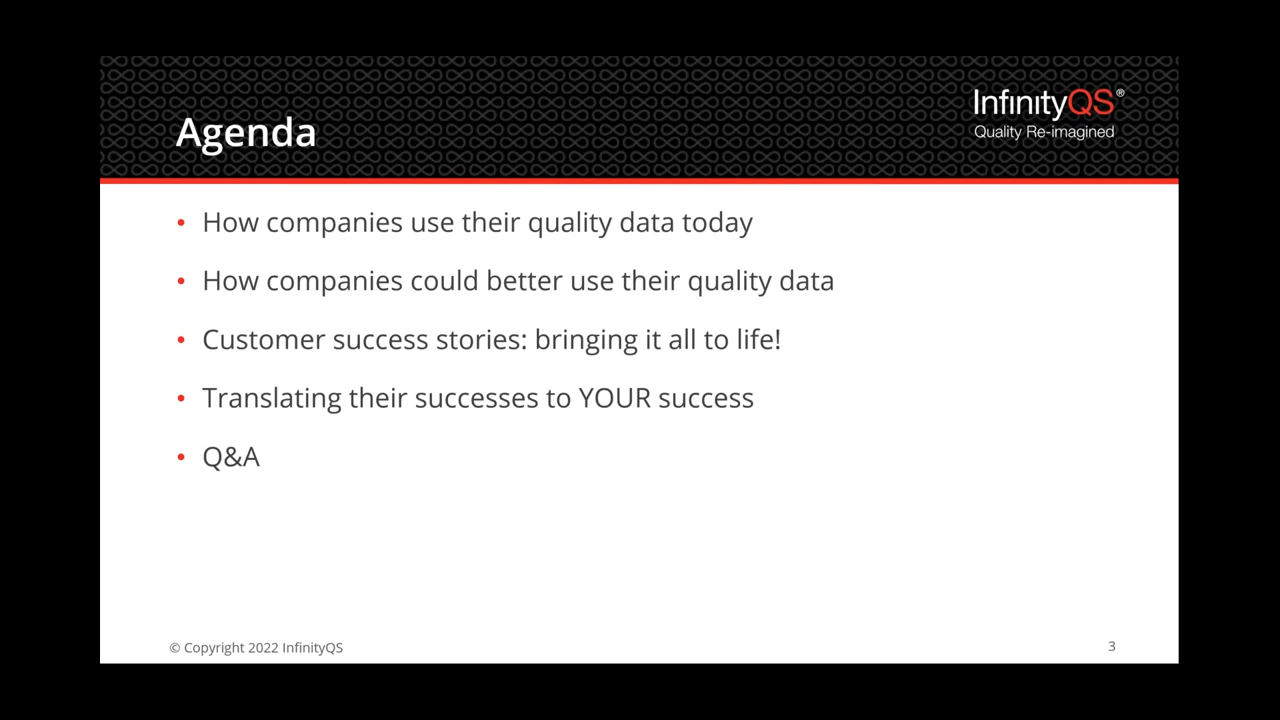 InfinityQS®
Quality Re-imagined
Agenda
• How companies use their quality data today
• How companies could better use their quality data
• Customer success stories: bringing it all to life!
• Translating their successes to YOUR success
• Q&A
© Copyright 2022 InfinityQS
3